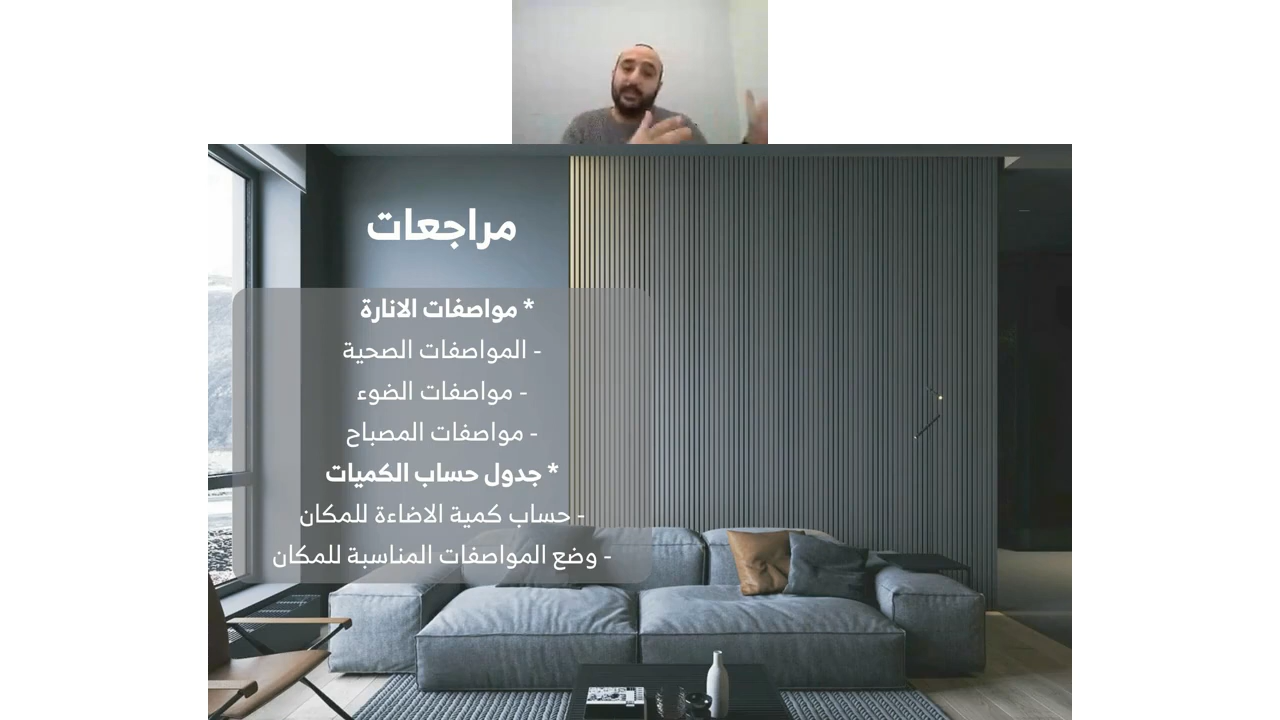 مراجعات
* مواصفات الانارة
- المواصفات الصحية
- مواصفات الضوء
- مواصفات المصباح
* جدول حساب الكميات
- حساب كمية الاضاءة للمكان
- وضع المواصفات المناسبة للمكان